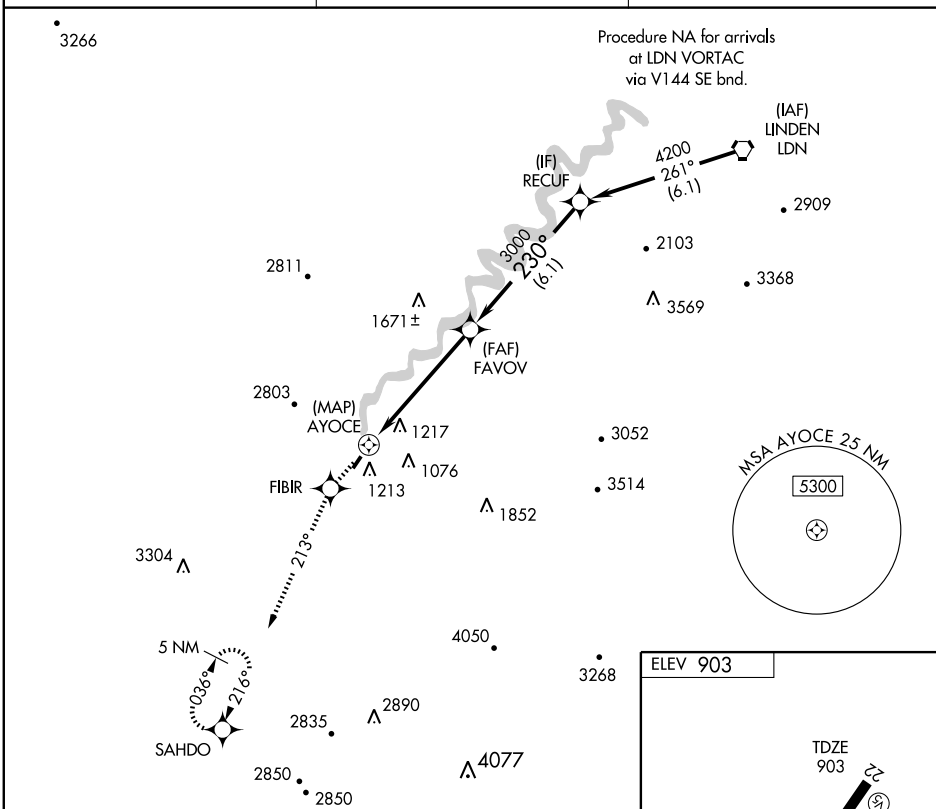 3266
Procedure NA for arrivals
at LDN VORTAC
via V144 SE bnd.
(IAF)
LINDEN
LDN
(IF)
RECUF
4200
261°
(6.1)
2909
2103
3000
230°
(6.1)
2811
3368
3569
1671±
(FAF)
FAVOV
2803
(MAP)
AYOCE
1217
3052
1076
MSA AYOCE 25 NM
FIBIR
1213
3514
5300
1852
213°
3304
4050
5 NM
3268
ELEV 903
036°
216°
2890
2835
SAHDO
TDZE
903
4077
22
2850
2850
V5